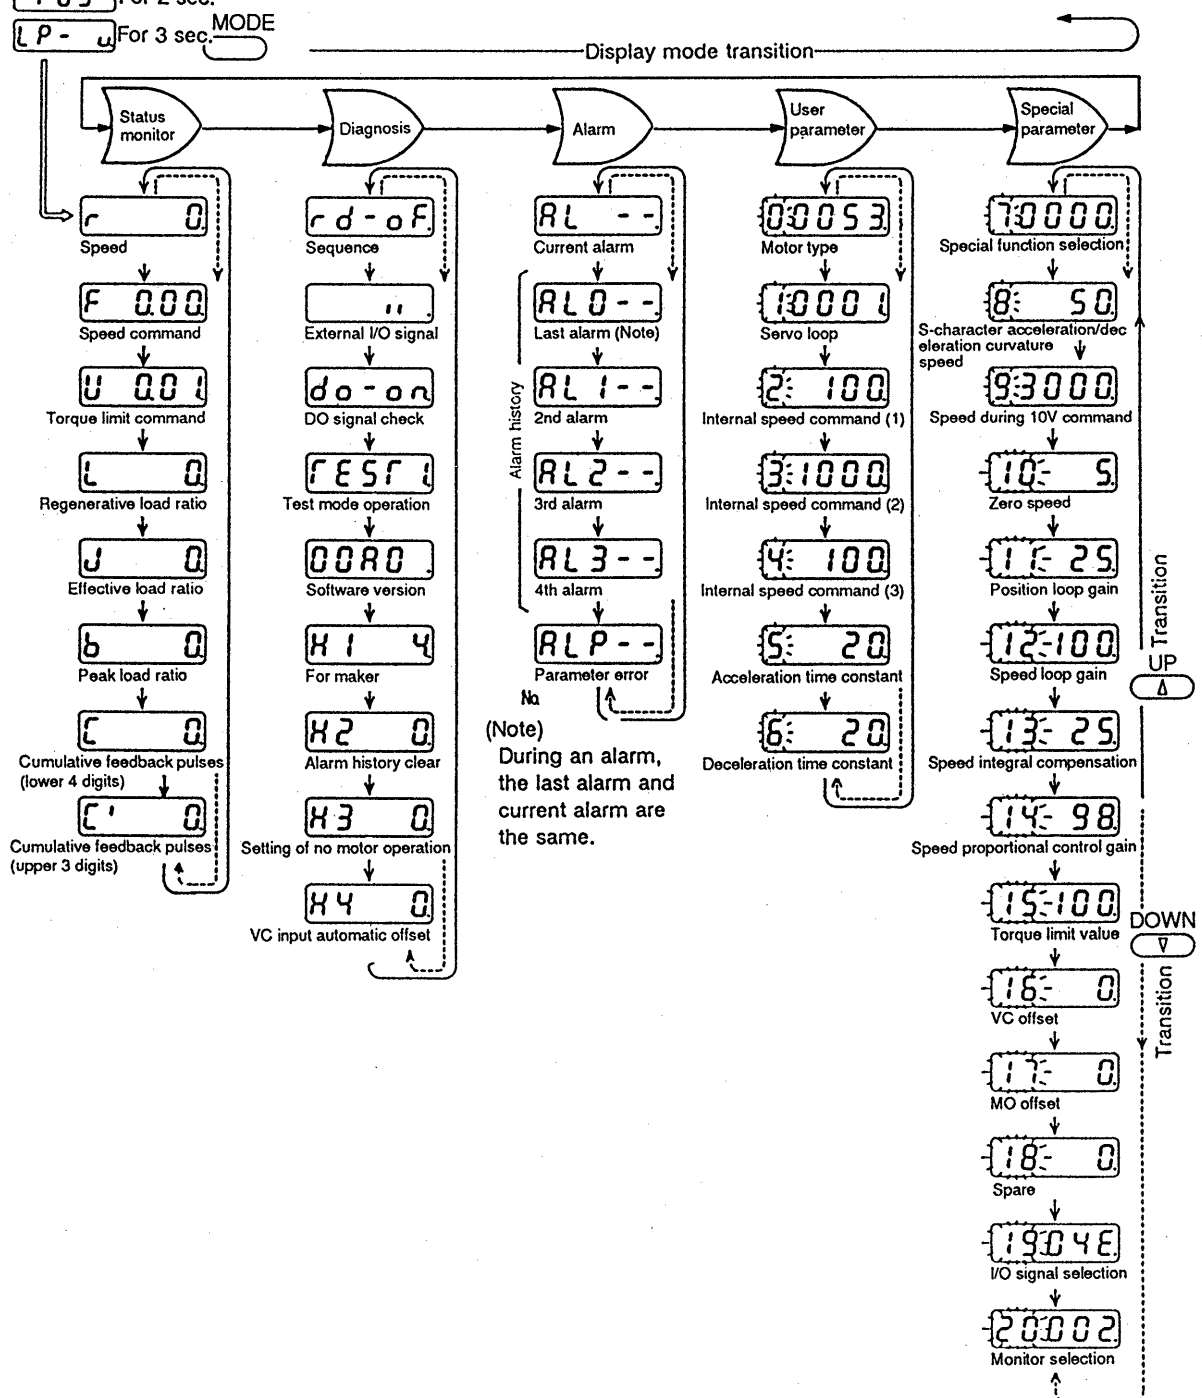 For 2 sec.
LP- u For 3 sec.
MODE
Display mode transition
Status
monitor
Diagnosis
Alarm
User
parameter
Special
parameter
r 0.
Speed
F 0.00.
Speed command
U 0.01.
Torque limit command
L 0.
Regenerative load ratio
J 0.
Effective load ratio
b 0.
Peak load ratio
C 0.
Cumulative feedback pulses
(lower 4 digits)
C' 0.
Cumulative feedback pulses
(upper 3 digits)
rd-oF.
Sequence
External I/O signal
do-on
DO signal check
TEST1.
Test mode operation
00A0 .
Software version
H1 4.
For maker
H2 0.
Alarm history clear
H3 0.
Setting of no motor operation
H4 0.
VC input automatic offset
Alarm history
AL --.
Current alarm
AL0--.
Last alarm (Note)
AL1--.
2nd alarm
AL2--.
3rd alarm
AL3--.
4th alarm
ALP--.
Parameter error
No.
(Note)
During an alarm,
the last alarm and
current alarm are
the same.
0:0053.
Motor type
1:0001.
Servo loop
2: 100.
Internal speed command (1)
3:1000.
Internal speed command (2)
4: 100.
Internal speed command (3)
5: 20.
Acceleration time constant
6: 20.
Deceleration time constant
7:0000.
Special function selection
8: 50.
S-character acceleration/dec
eleration curvature
speed
9:3000.
Speed during 10V command
10- 5.
Zero speed
11- 25.
Position loop gain
12-100.
Speed loop gain
13- 25.
Speed integral compensation
14- 98.
Speed proportional control gain
15-100.
Torque limit value
16- 0.
VC offset
17- 0.
MO offset
18- 0.
Spare
19:04E.
I/O signal selection
20:002.
Monitor selection
Transition
UP
DOWN
Transition